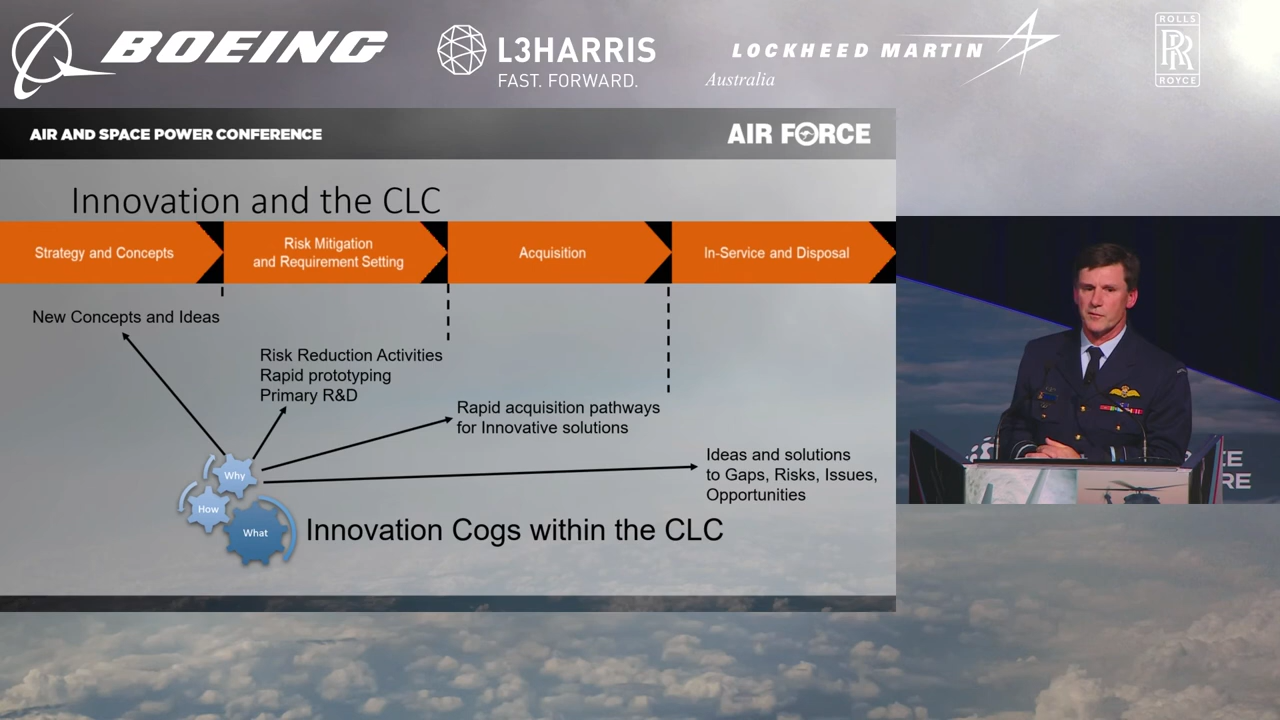 BOEING
L3HARRIS
FAST. FORWARD.
LOCKHEED MARTIN
Australia
ROLLS
RR
ROYCE
AIR AND SPACE POWER CONFERENCE
AIR FORCE
Innovation and the CLC
Strategy and Concepts
Risk Mitigation
and Requirement Setting
Acquisition
In-Service and Disposal
New Concepts and Ideas
Risk Reduction Activities
Rapid prototyping
Primary R&D
Rapid acquisition pathways
for Innovative solutions
Ideas and solutions
to Gaps, Risks, Issues,
Opportunities
Why
How
What
Innovation Cogs within the CLC